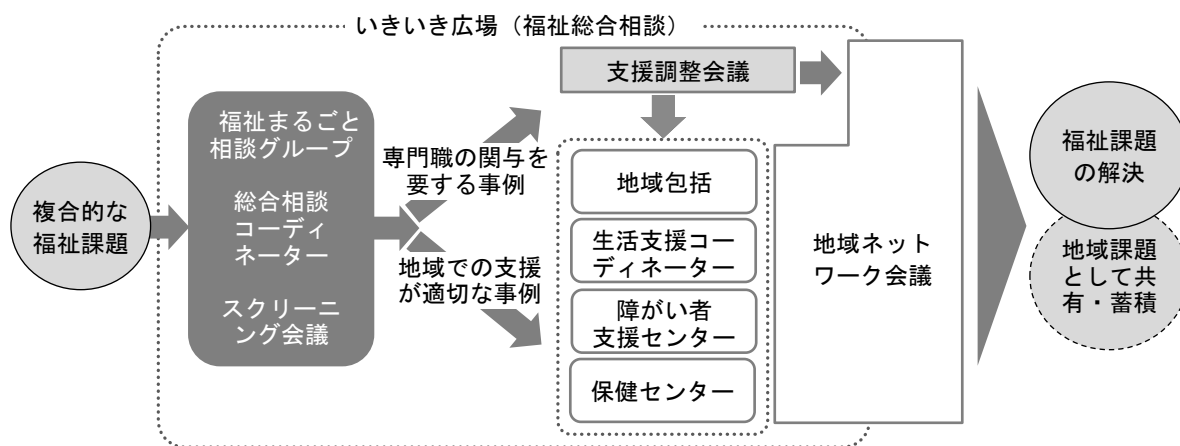 いきいき広場（福祉総合相談）
複合的な
福祉課題
福祉まるごと
相談グループ
総合相談
コーディ
ネーター
スクリーニ
ング会議
専門職の関与を
要する事例
地域での支援
が適切な事例
支援調整会議
地域包括
生活支援コー
ディネーター
障がい者
支援センター
保健センター
地域ネット
ワーク会議
福祉課題
の解決
地域課題
として共
有・蓄積